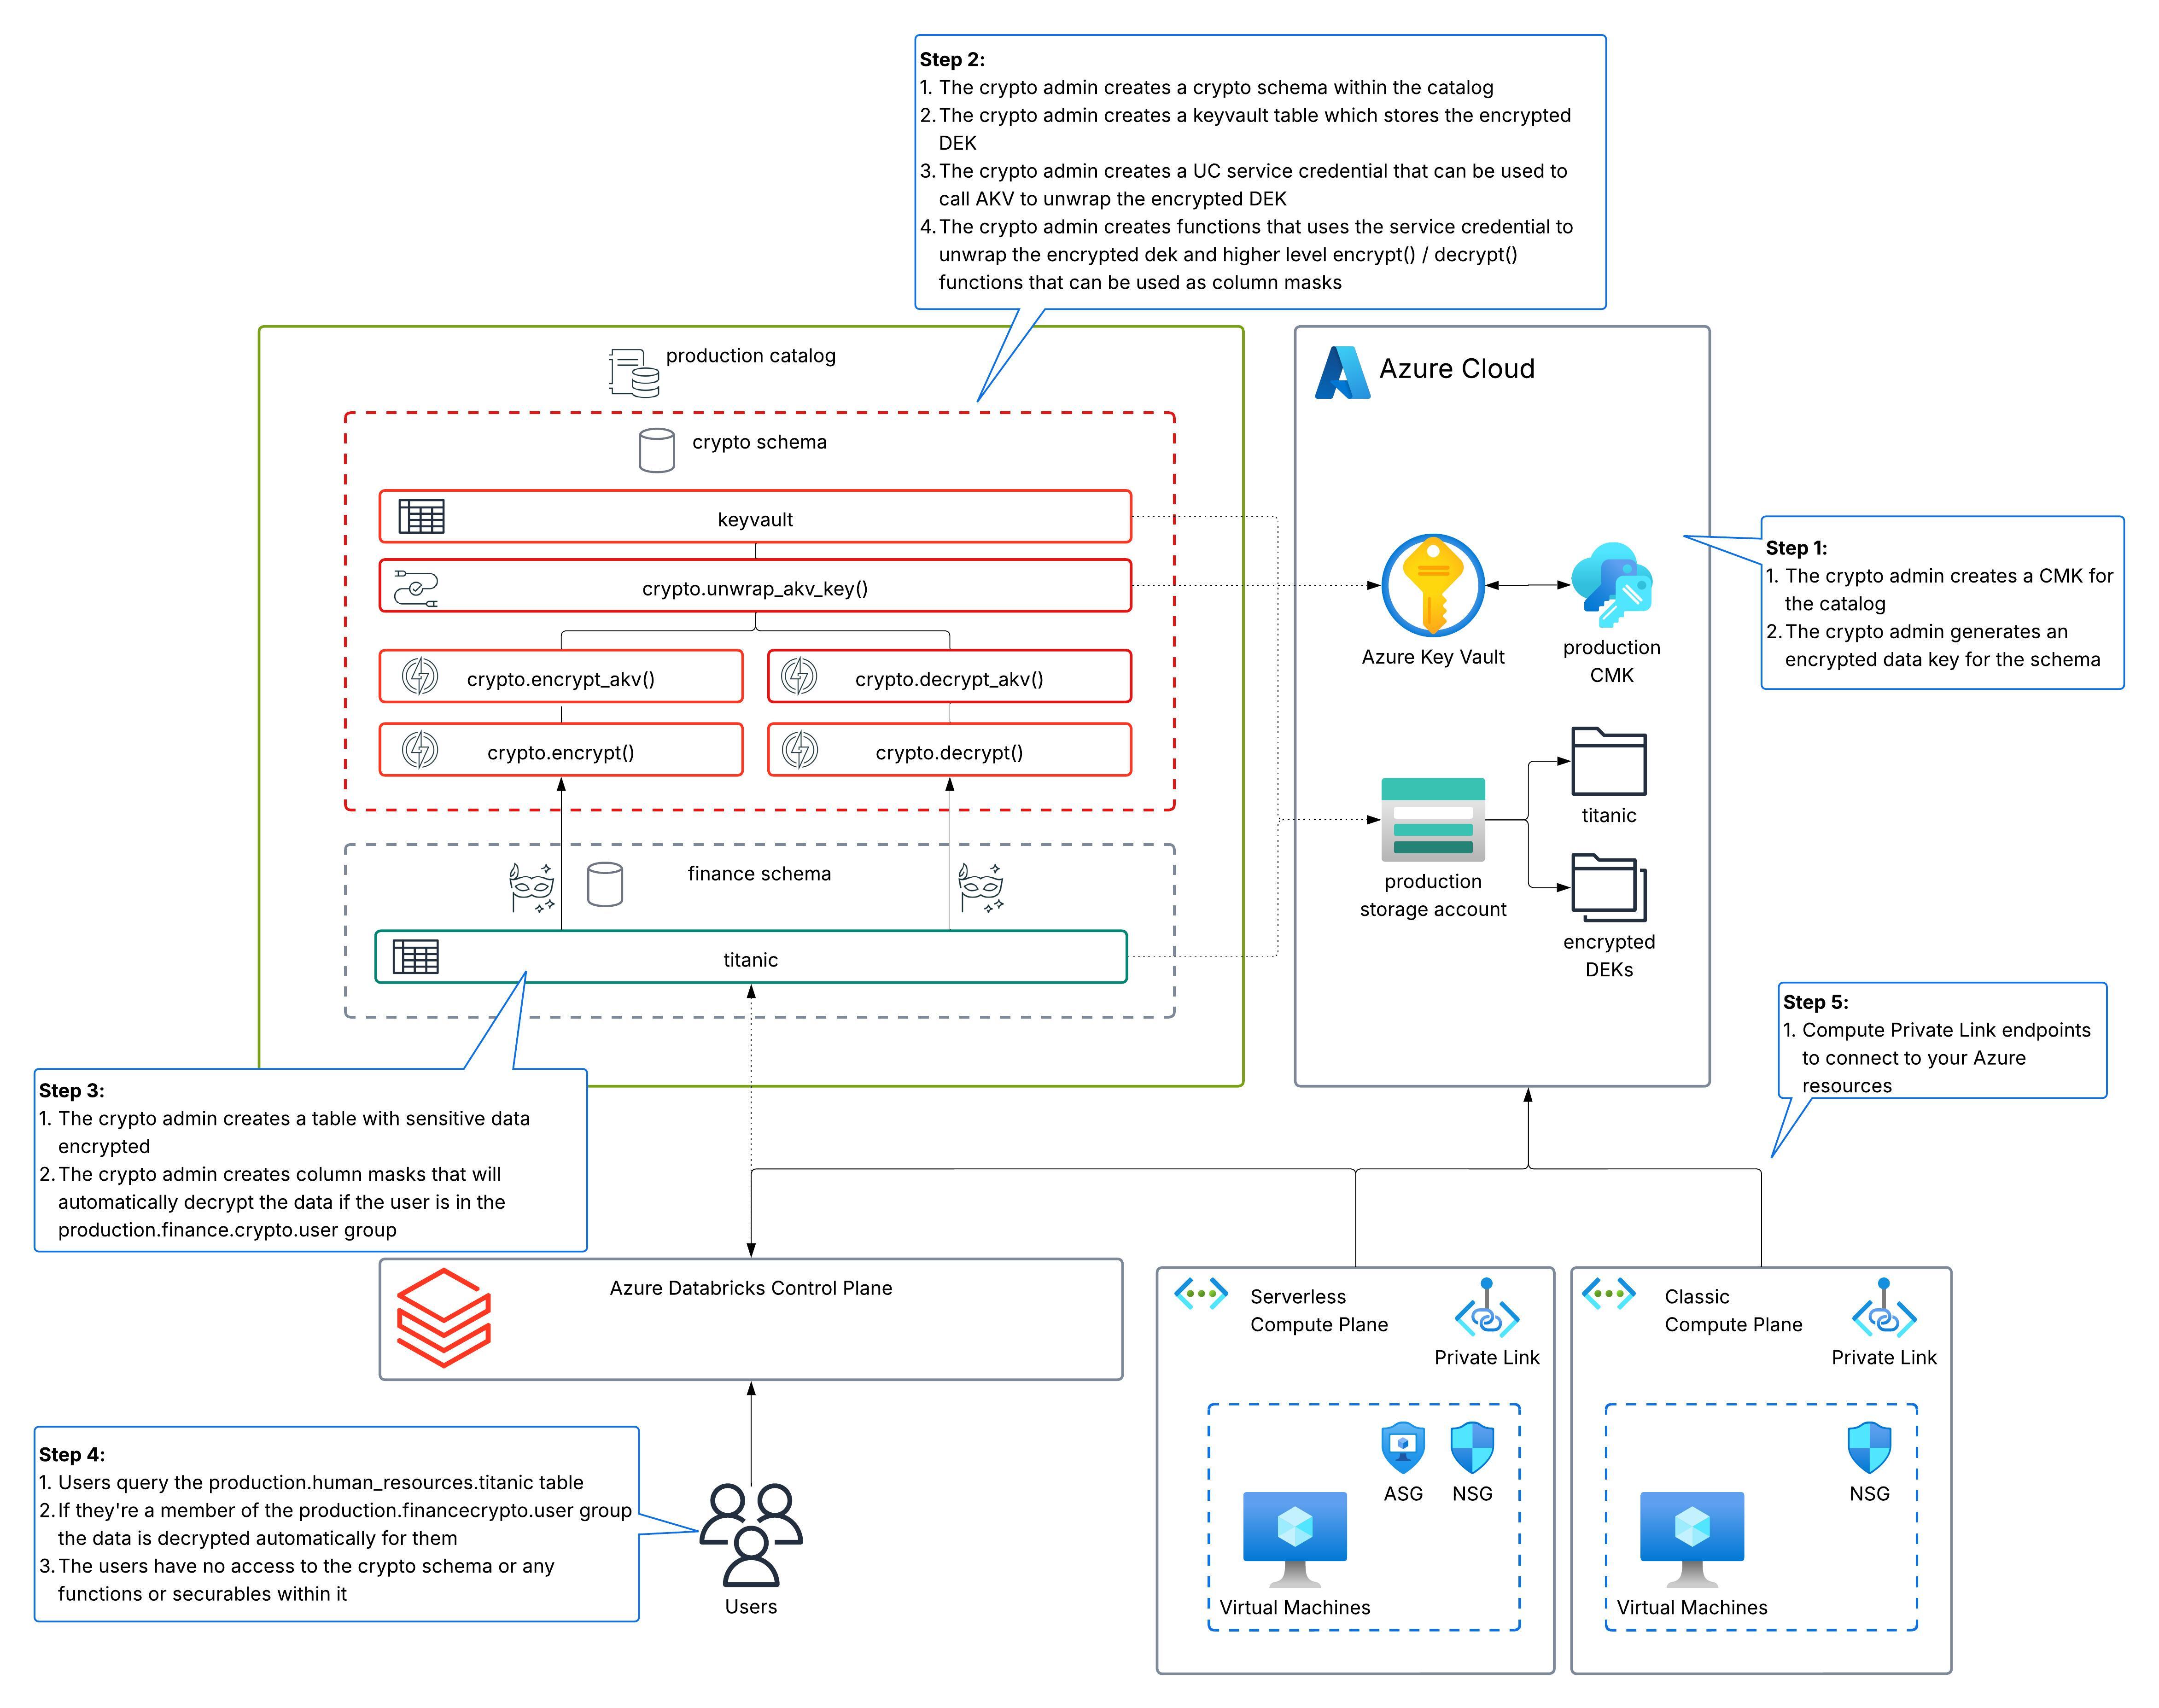 Step 2:
1. The crypto admin creates a crypto schema within the catalog
2. The crypto admin creates a keyvault table which stores the encrypted
DEK
3. The crypto admin creates a UC service credential that can be used to
call AKV to unwrap the encrypted DEK
4. The crypto admin creates functions that uses the service credential to
unwrap the encrypted dek and higher level encrypt() / decrypt()
functions that can be used as column masks
production catalog
crypto schema
keyvault
crypto.unwrap_akv_key()
crypto.encrypt_akv()
crypto.decrypt_akv()
crypto.encrypt()
crypto.decrypt()
finance schema
titanic
Azure Cloud
Azure Key Vault
production
CMK
production
storage account
titanic
encrypted
DEKs
Step 1:
1. The crypto admin creates a CMK for
the catalog
2. The crypto admin generates an
encrypted data key for the schema
Step 5:
1. Compute Private Link endpoints
to connect to your Azure
resources
Step 3:
1. The crypto admin creates a table with sensitive data
encrypted
2. The crypto admin creates column masks that will
automatically decrypt the data if the user is in the
production.finance.crypto.user group
Azure Databricks Control Plane
Serverless
Compute Plane
Private Link
ASG
NSG
Virtual Machines
Classic
Compute Plane
Private Link
NSG
Virtual Machines
Step 4:
1. Users query the production.human_resources.titanic table
2. If they're a member of the production.financecrypto.user group
the data is decrypted automatically for them
3. The users have no access to the crypto schema or any
functions or securables within it
Users